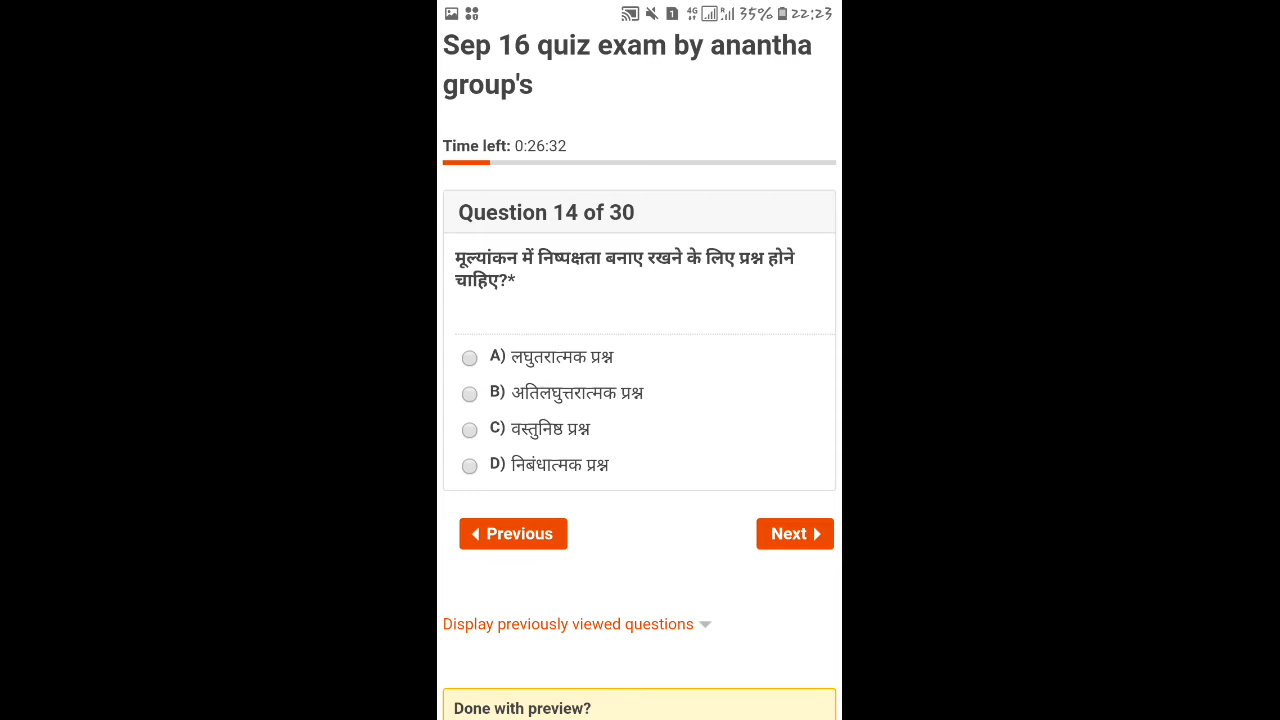 4G R 35% 22:23
Sep 16 quiz exam by anantha
group's
Time left: 0:26:32
Question 14 of 30
मूल्यांकन में निष्पक्षता बनाए रखने के लिए प्रश्न होने
चाहिए?*
A) लघुतरात्मक प्रश्न
B) अतिलघुत्तरात्मक प्रश्न
C) वस्तुनिष्ठ प्रश्न
D) निबंधात्मक प्रश्न
Previous Next
Display previously viewed questions
Done with preview?